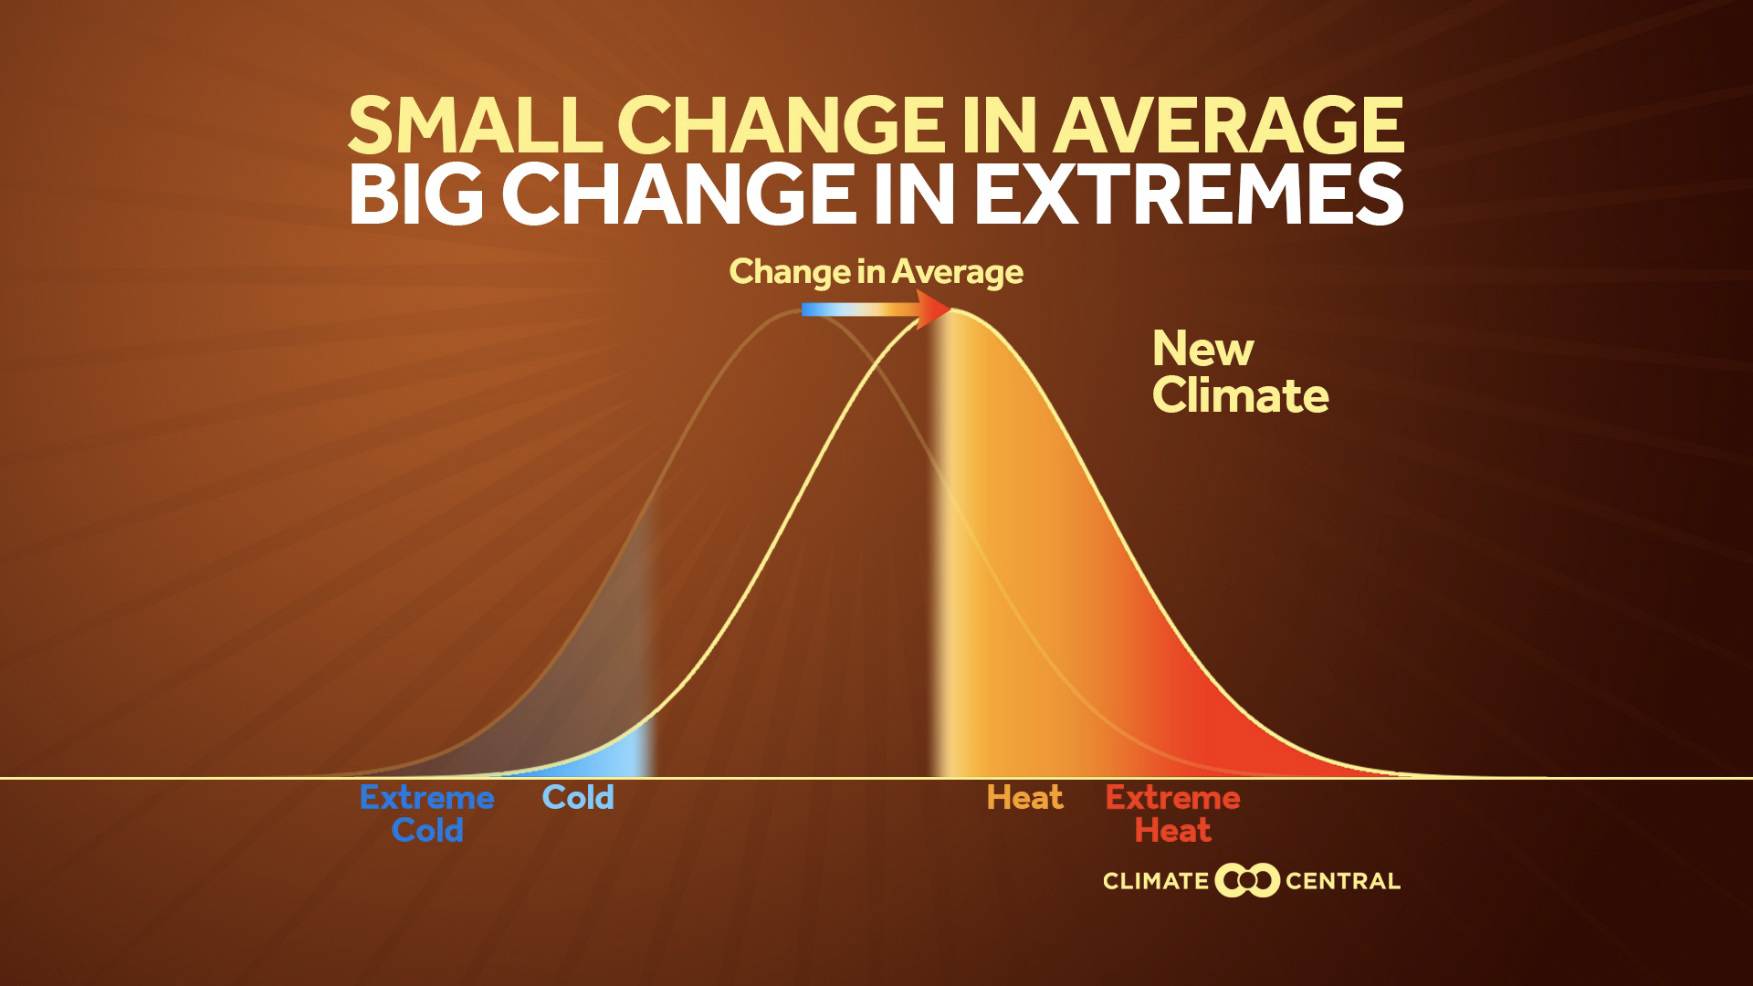 SMALL CHANGE IN AVERAGE
BIG CHANGE IN EXTREMES
Change in Average
New
Climate
Extreme
Cold
Cold
Heat
Extreme
Heat
CLIMATE CENTRAL